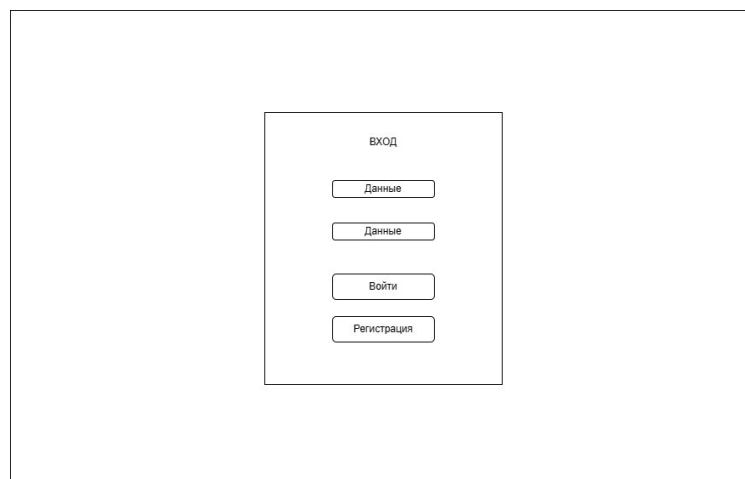 ВХОД
Данные
Данные
Войти
Регистрация